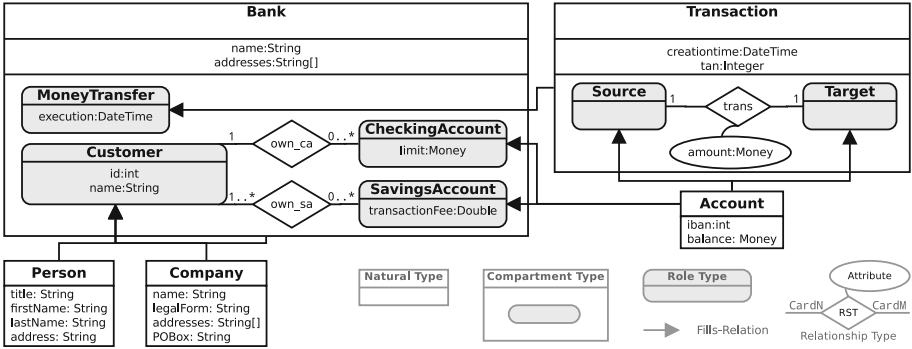 Bank
name:String
addresses:String[]
MoneyTransfer
execution:DateTime
Customer
id:int
name:String
1
own_ca
0..*
CheckingAccount
limit:Money
1..*
own_sa
0..*
SavingsAccount
transactionFee:Double
Transaction
creationtime:DateTime
tan:Integer
Source
1
trans
1
Target
amount:Money
Account
iban:int
balance: Money
Person
title: String
firstName: String
lastName: String
address: String
Company
name: String
legalForm: String
addresses: String[]
POBox: String
Natural Type
Compartment Type
Role Type
Fills-Relation
Attribute
CardN
RST
CardM
Relationship Type